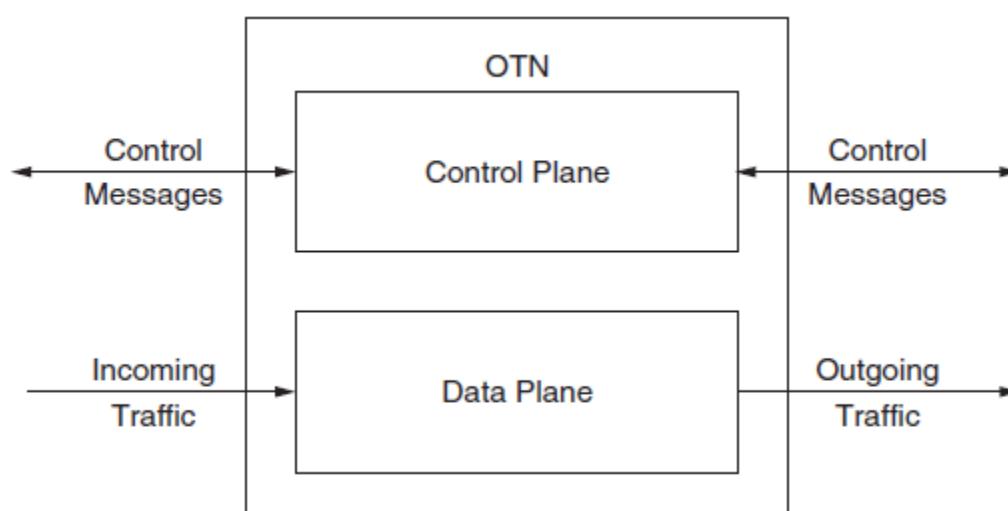 OTN
Control
Messages
Control Plane
Control
Messages
Incoming
Traffic
Data Plane
Outgoing
Traffic